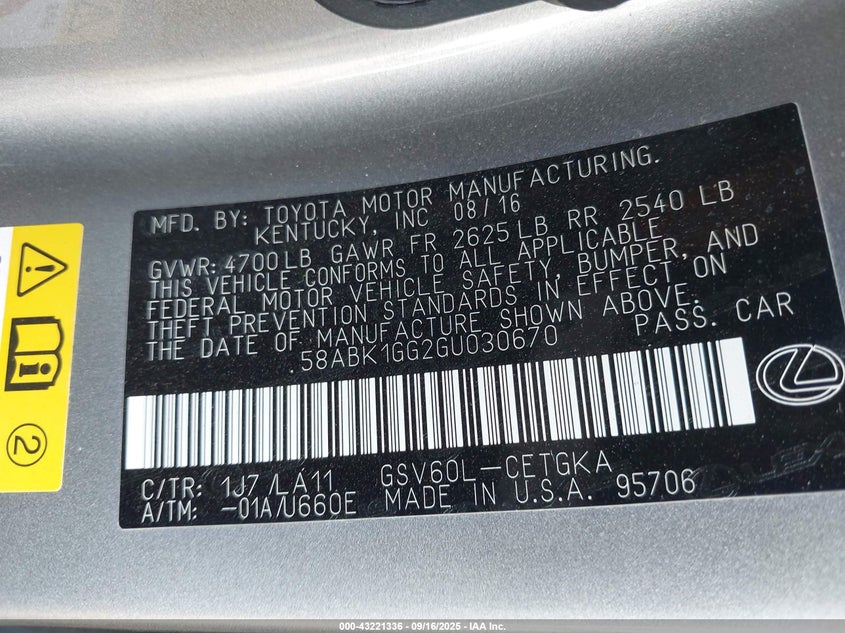 MFD. BY: TOYOTA MOTOR MANUFACTURING.
KENTUCKY, INC 08/16
GVWR: 4700LB GAWR FR 2625LB RR 2540 LB
THIS VEHICLE CONFORMS TO ALL APPLICABLE
FEDERAL MOTOR VEHICLE SAFETY, BUMPER, AND
THEFT PREVENTION STANDARDS IN EFFECT ON
THE DATE OF MANUFACTURE SHOWN ABOVE.
58ABK1GG2GU030670 PASS. CAR
C/TR: 1J7/LA11 GSV60L-CETGKA
A/TM: -01A/U660E MADE IN U.S.A. 95706
2
000-43221336 - 09/16/2025 - IAA Inc.